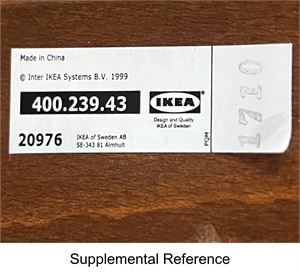 Made in China
© Inter IKEA Systems B.V. 1999
400.239.43
IKEA
Design and Quality
IKEA of Sweden
20976
IKEA of Sweden AB
SE-343 81 Älmhult
PQM
1710
Supplemental Reference